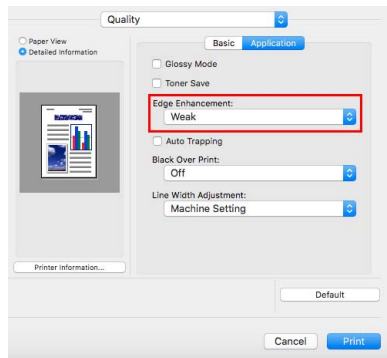 Quality
Paper View
Detailed Information
Basic Application
Glossy Mode
Toner Save
Edge Enhancement:
Weak
Auto Trapping
Black Over Print:
Off
Line Width Adjustment:
Machine Setting
Printer Information...
Default
Cancel Print